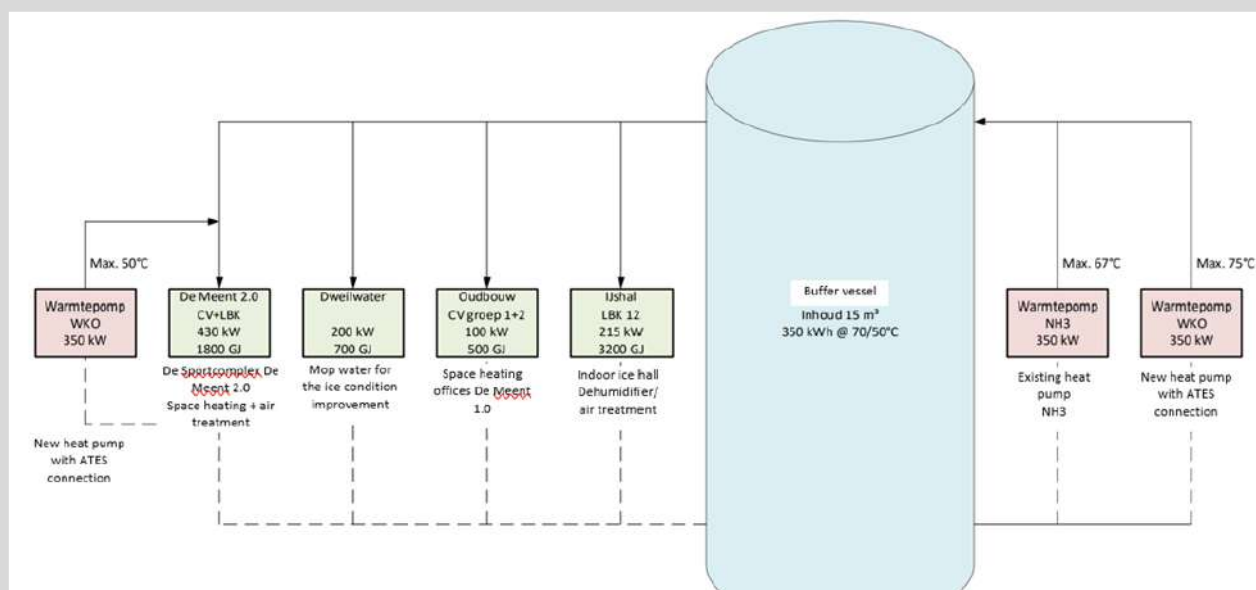 Max. 50°C
Warmtepomp
WKO
350 kW
New heat pump
with ATES
connection
De Meent 2.0
CV+LBK
430 kW
1800 GJ
De Sportcomplex De
Meent 2.0
Space heating + air
treatment
Dweilwater
200 kW
700 GJ
Mop water for
the ice condition
improvement
Oudbouw
CV groep 1+2
100 kW
500 GJ
Space heating
offices De Meent
1.0
IJshal
LBK 12
215 kW
3200 GJ
Indoor ice hall
Dehumidifier/
air treatment
Buffer vessel
Inhoud 15 m³
350 kWh @ 70/50°C
Max. 67°C
Warmtepomp
NH3
350 kW
Existing heat
pump
NH3
Max. 75°C
Warmtepomp
WKO
350 kW
New heat pump
with ATES
connection